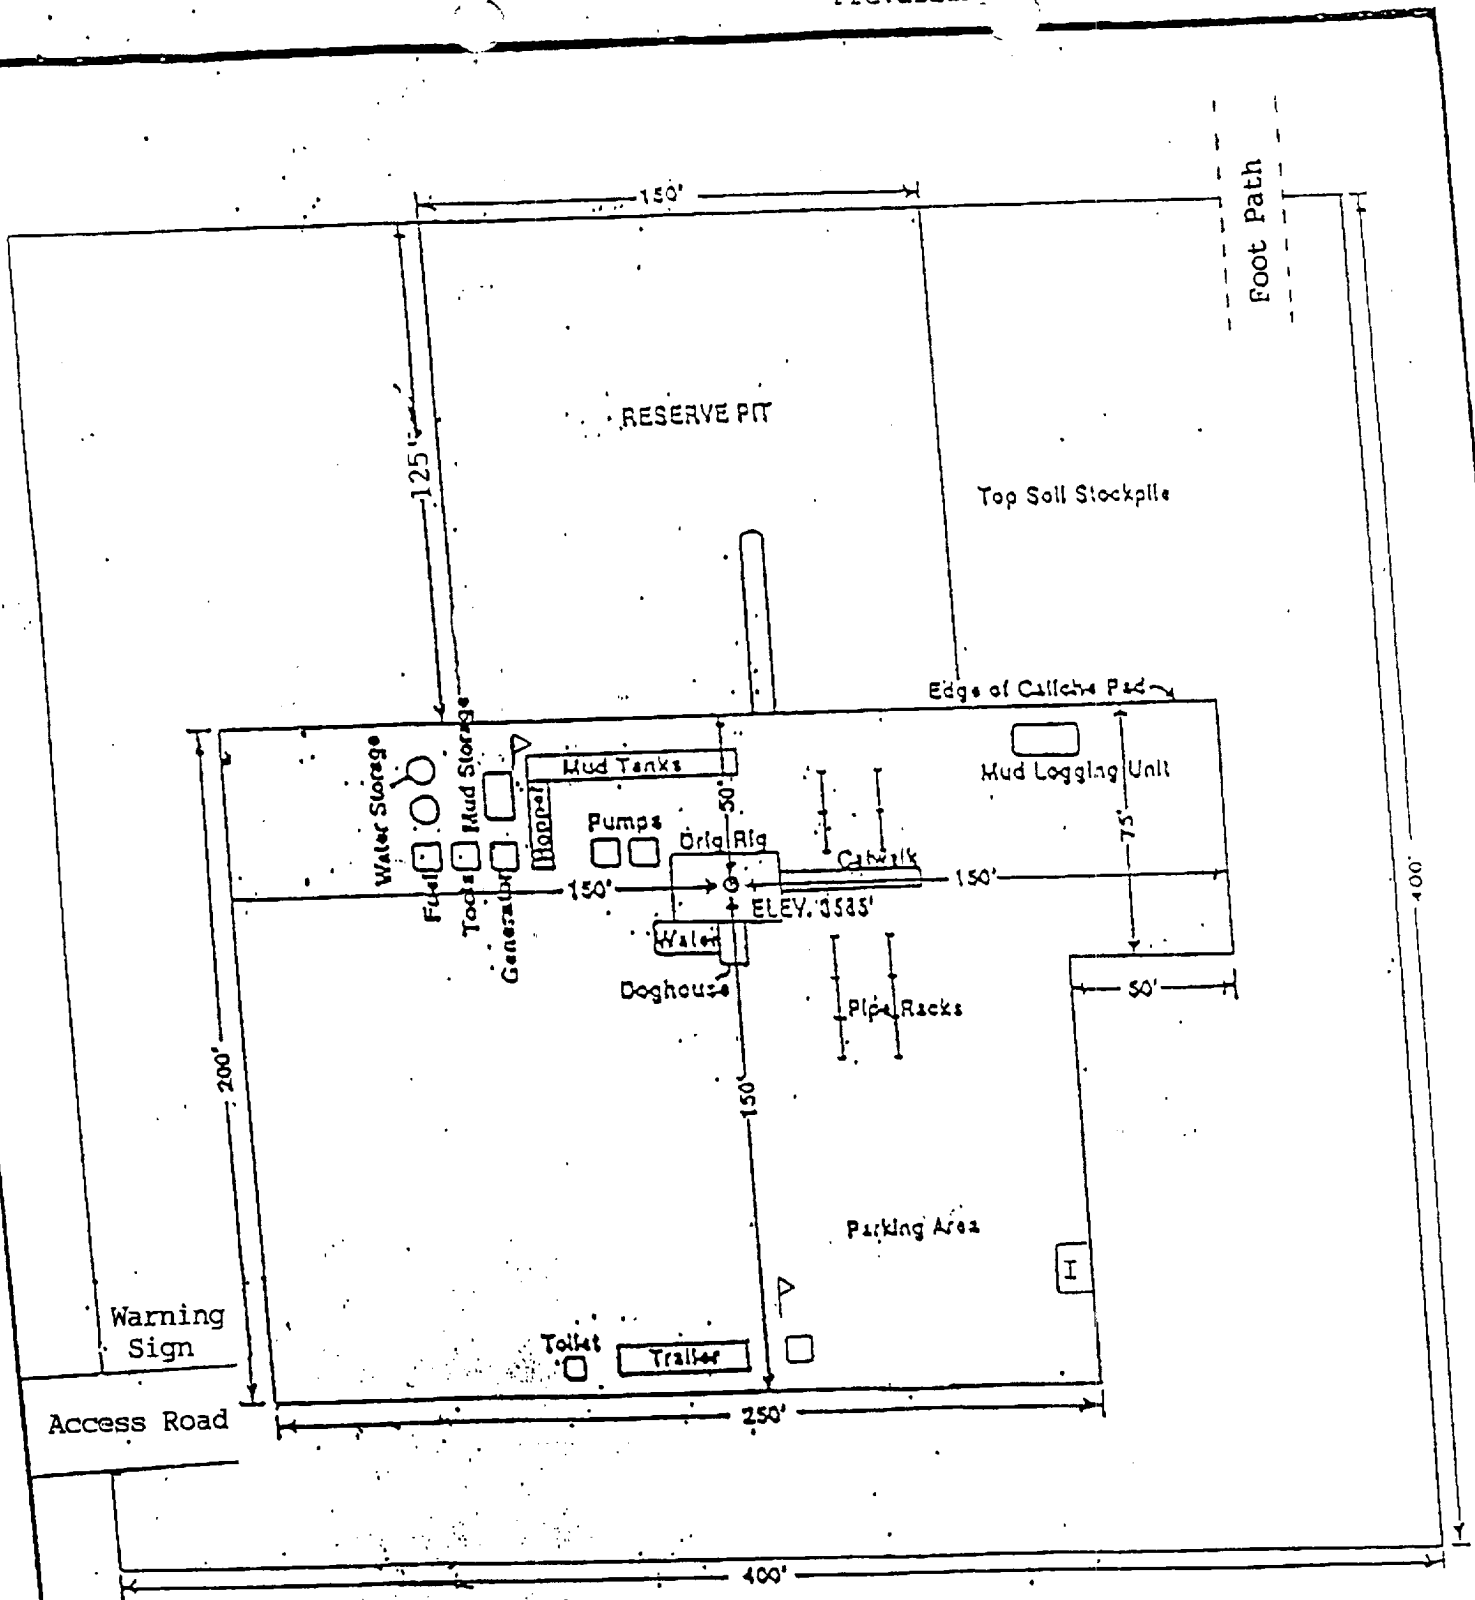 150'
Foot Path
RESERVE PIT
125'
Top Soil Stockpile
Edge of Caliche Pad
Water Storage
Mud Storage
Mud Tanks
Hopper
50'
Mud Logging Unit
75'
Pumps
Drig Rig
Catwalk
400'
Fuel
Tools
Generator
150'
150'
ELEV. 3585'
Water
Doghouse
50'
Pipe Racks
200'
150'
Parking Area
I
Warning
Sign
Toilet
Trailer
Access Road
250'
400'